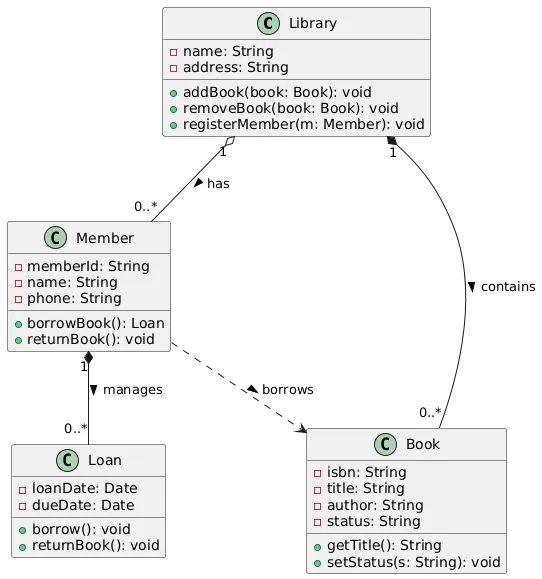 C Library
name: String
address: String
addBook(book: Book): void
removeBook(book: Book): void
registerMember(m: Member): void
1
1
has
0..*
C Member
memberId: String
name: String
phone: String
borrowBook(): Loan
returnBook(): void
contains
1
manages
borrows
0..*
0..*
C Loan
loanDate: Date
dueDate: Date
borrow(): void
returnBook(): void
C Book
isbn: String
title: String
author: String
status: String
getTitle(): String
setStatus(s: String): void